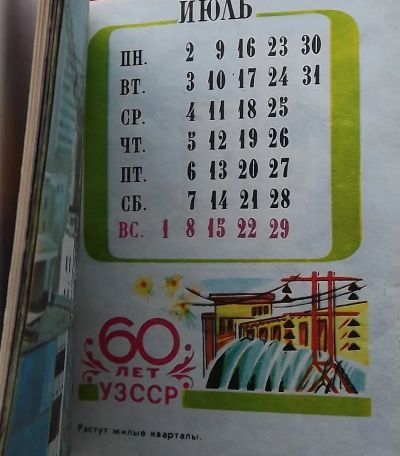 ИЮЛЬ
ПН. 2 9 16 23 30
ВТ. 3 10 17 24 31
СР. 4 11 18 25
ЧТ. 5 12 19 26
ПТ. 6 13 20 27
СБ. 7 14 21 28
ВС. 1 8 15 22 29
60
ЛЕТ
УЗССР
Растут жилые кварталы.